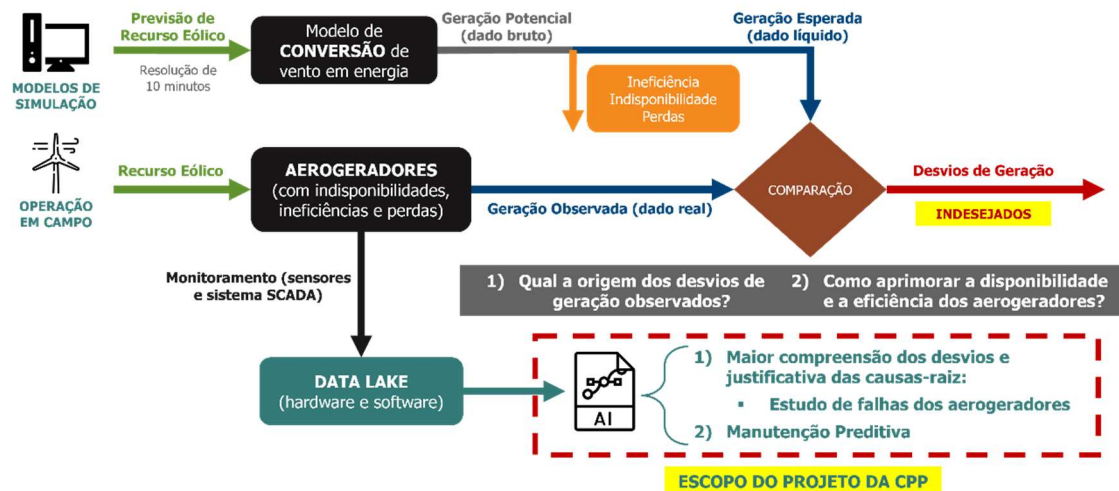 Previsão de
Recurso Eólico
Resolução de
10 minutos
MODELOS DE
SIMULAÇÃO
Modelo de
CONVERSÃO de
vento em energia
Geração Potencial
(dado bruto)
Geração Esperada
(dado líquido)
Ineficiência
Indisponibilidade
Perdas
Recurso Eólico
OPERAÇÃO
EM CAMPO
AEROGERADORES
(com indisponibilidades,
ineficiências e perdas)
Geração Observada (dado real)
COMPARAÇÃO
Desvios de Geração
INDESEJADOS
Monitoramento (sensores
e sistema SCADA)
1) Qual a origem dos desvios de
geração observados?
2) Como aprimorar a disponibilidade
e a eficiência dos aerogeradores?
DATA LAKE
(hardware e software)
AI
1) Maior compreensão dos desvios e
justificativa das causas-raiz:
▪ Estudo de falhas dos aerogeradores
2) Manutenção Preditiva
ESCOPO DO PROJETO DA CPP